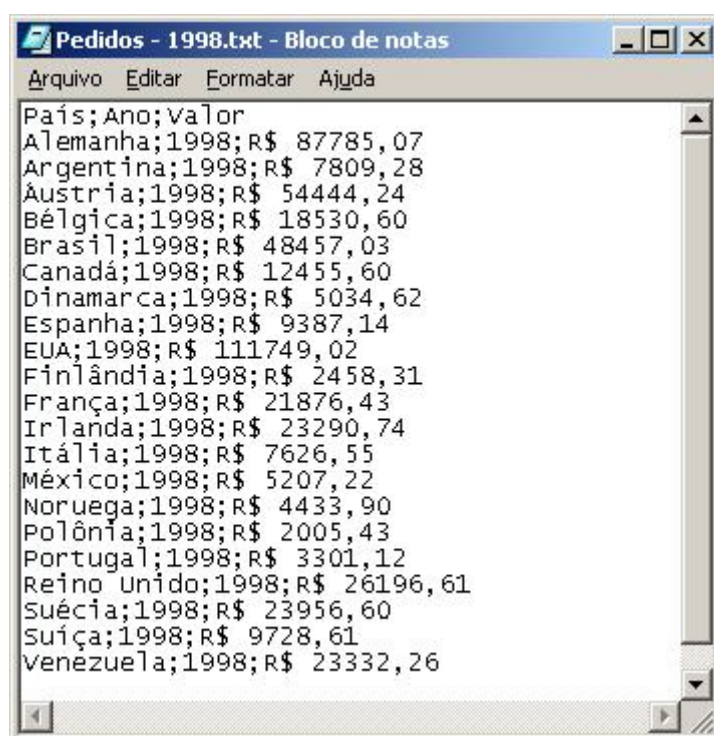 Pedidos - 1998.txt - Bloco de notas
Arquivo Editar Formatar Ajuda
País;Ano;Valor
Alemanha;1998;R$ 87785,07
Argentina;1998;R$ 7809,28
Áustria;1998;R$ 54444,24
Bélgica;1998;R$ 18530,60
Brasil;1998;R$ 48457,03
Canadá;1998;R$ 12455,60
Dinamarca;1998;R$ 5034,62
Espanha;1998;R$ 9387,14
EUA;1998;R$ 111749,02
Finlândia;1998;R$ 2458,31
França;1998;R$ 21876,43
Irlanda;1998;R$ 23290,74
Itália;1998;R$ 7626,55
México;1998;R$ 5207,22
Noruega;1998;R$ 4433,90
Polônia;1998;R$ 2005,43
Portugal;1998;R$ 3301,12
Reino Unido;1998;R$ 26196,61
Suécia;1998;R$ 23956,60
Suíça;1998;R$ 9728,61
Venezuela;1998;R$ 23332,26